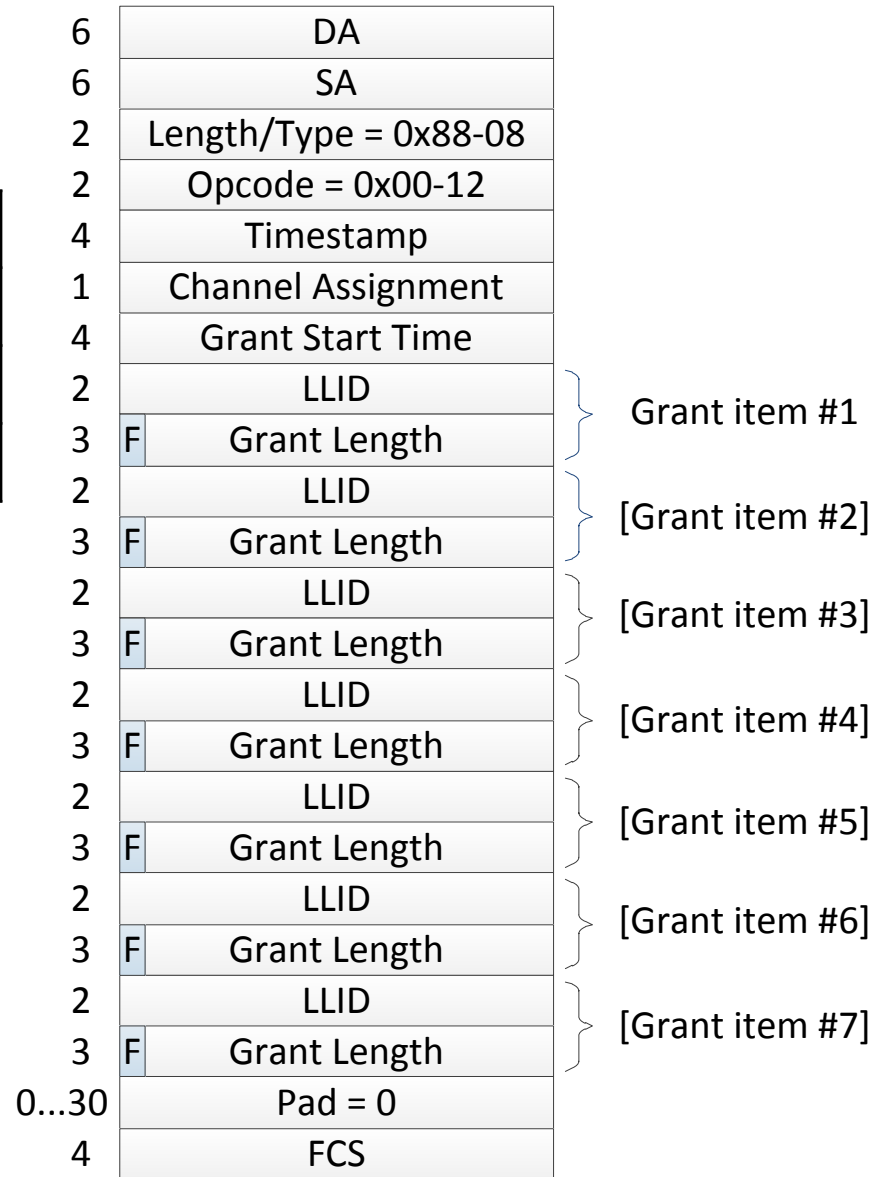 6 DA
6 SA
2 Length/Type = 0x88-08
2 Opcode = 0x00-12
4 Timestamp
1 Channel Assignment
4 Grant Start Time
2 LLID
Grant item #1
3 F Grant Length
2 LLID
[Grant item #2]
3 F Grant Length
2 LLID
[Grant item #3]
3 F Grant Length
2 LLID
[Grant item #4]
3 F Grant Length
2 LLID
[Grant item #5]
3 F Grant Length
2 LLID
[Grant item #6]
3 F Grant Length
2 LLID
[Grant item #7]
3 F Grant Length
0...30 Pad = 0
4 FCS